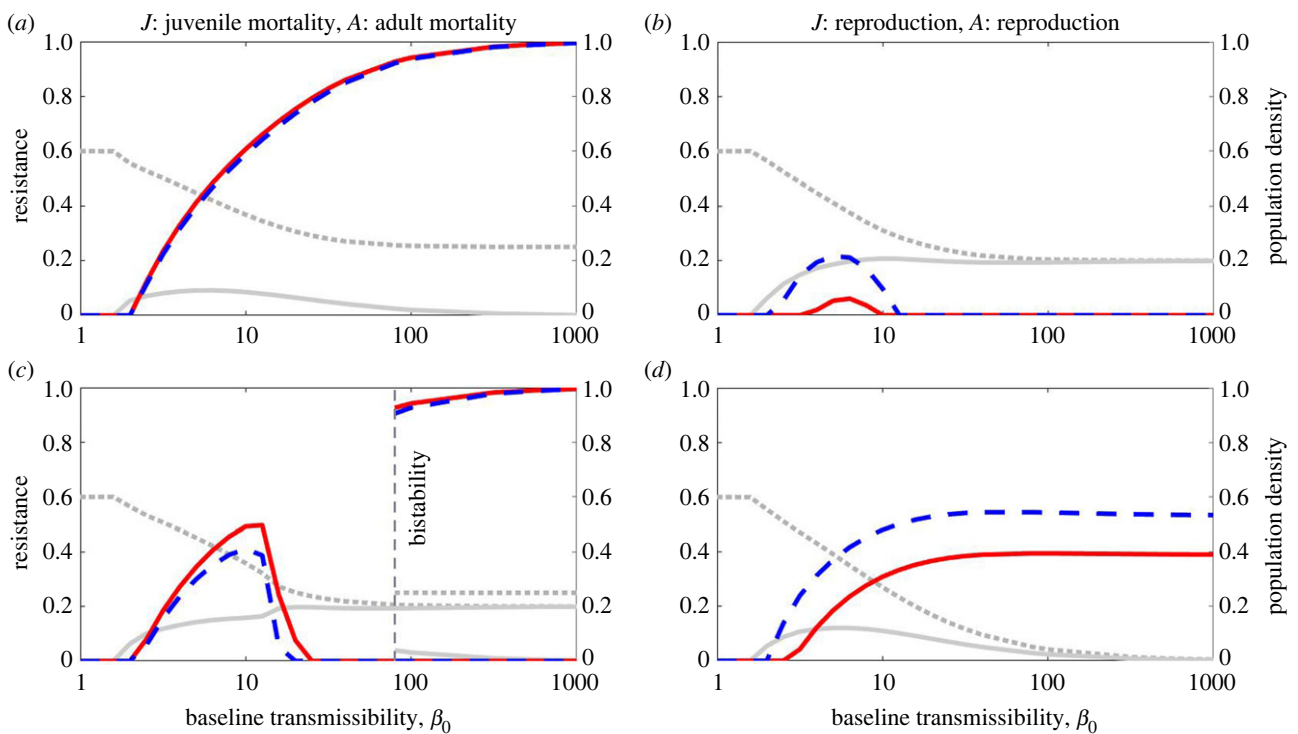 (a) J: juvenile mortality, A: adult mortality
1.0 1.0
0.8 0.8
0.6 0.6
0.4 0.4
0.2 0.2
0 0
resistance
1 10 100 1000
(b) J: reproduction, A: reproduction
1.0 1.0
0.8 0.8
0.6 0.6
0.4 0.4
0.2 0.2
0 0
population density
1 10 100 1000
(c)
1.0 1.0
0.8 0.8
0.6 0.6
0.4 0.4
0.2 0.2
0 0
resistance
bistability
1 10 100 1000
baseline transmissibility, β₀
(d)
1.0 1.0
0.8 0.8
0.6 0.6
0.4 0.4
0.2 0.2
0 0
population density
1 10 100 1000
baseline transmissibility, β₀